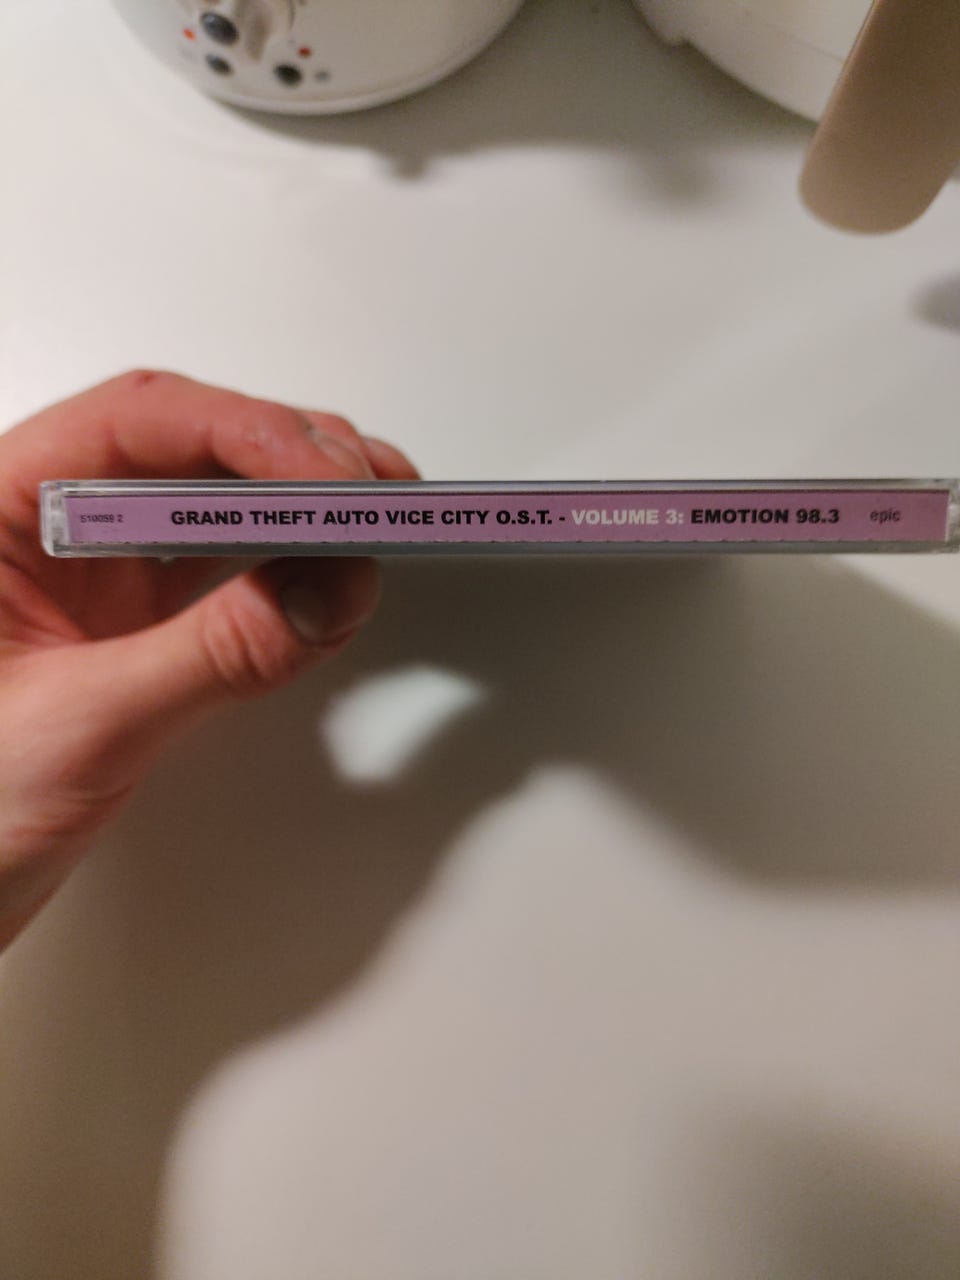 510059 2 GRAND THEFT AUTO VICE CITY O.S.T. - VOLUME 3: EMOTION 98.3 epic